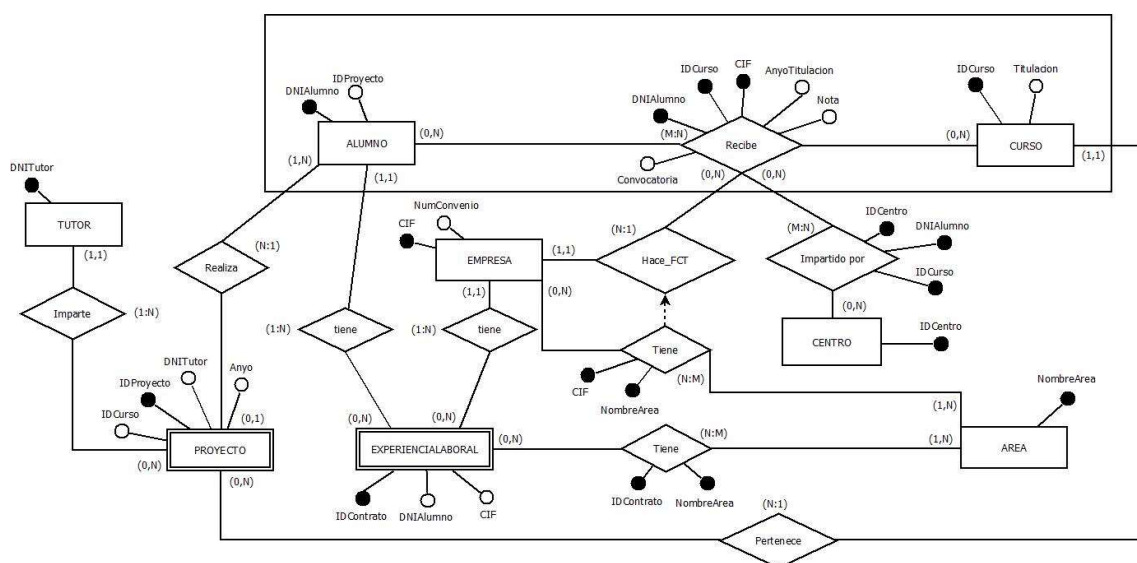 IDProyecto
DNIAlumno
ALUMNO
(0,N)
(1,N)
(1,1)
IDCurso
CIF
AnyoTitulacion
DNIAlumno
Nota
(M:N)
Recibe
Convocatoria
(0,N)
(0,N)
IDCurso
Titulacion
(0,N)
CURSO
(1,1)
DNITutor
TUTOR
(1,1)
Realiza
(N:1)
Imparte
(1:N)
NumConvenio
CIF
EMPRESA
(1,1)
(1,1)
(0,N)
(N:1)
Hace_FCT
(M:N)
Impartido por
IDCentro
DNIAlumno
IDCurso
(0,N)
CENTRO
IDCentro
(1:N)
tiene
(1:N)
tiene
Tiene
(N:M)
CIF
NombreArea
DNITutor
Anyo
IDProyecto
IDCurso
(0,1)
PROYECTO
(0,N)
(0,N)
(0,N)
(0,N)
EXPERIENCIALABORAL
(0,N)
IDContrato
DNIAlumno
CIF
(N:M)
Tiene
IDContrato
NombreArea
NombreArea
(1,N)
(1,N)
AREA
(N:1)
Pertenece